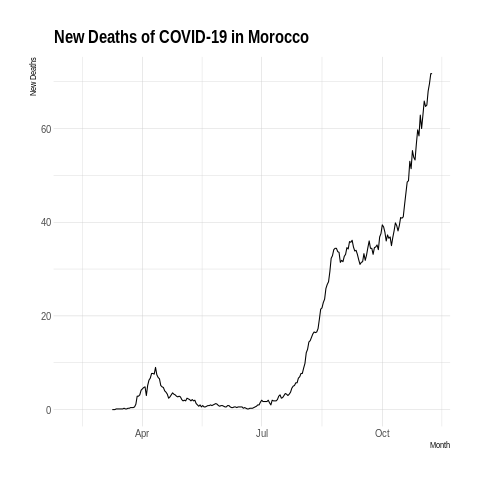 New Deaths of COVID-19 in Morocco
New Deaths
60
40
20
0
Apr
Jul
Oct
Month